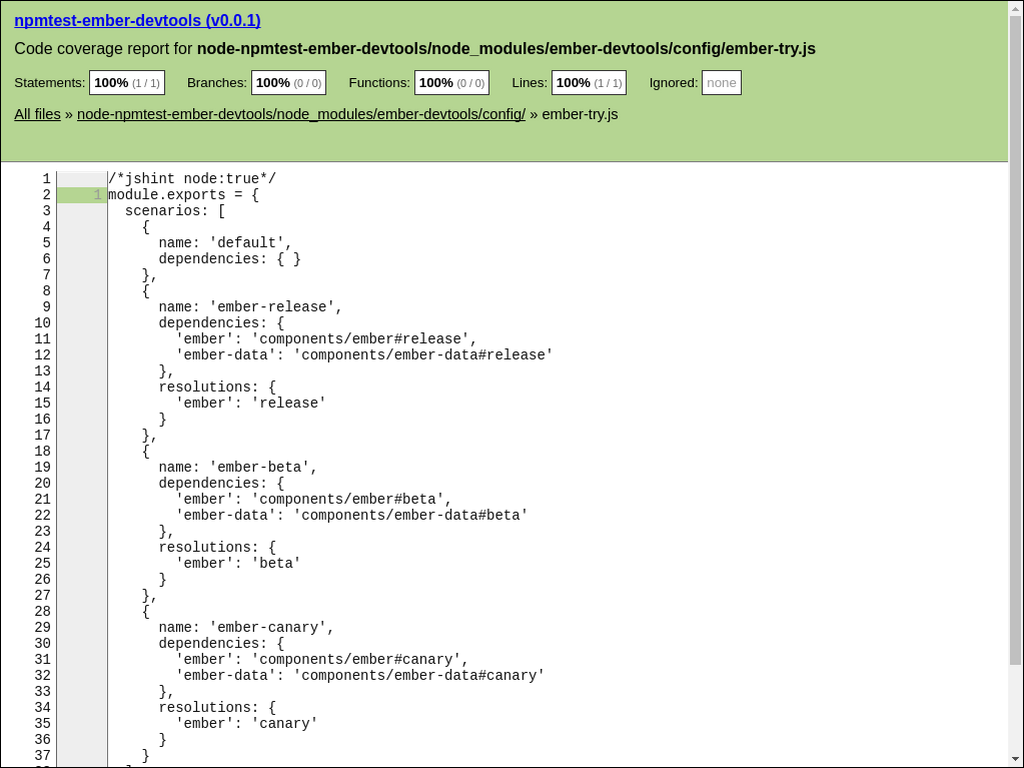 npmtest-ember-devtools (v0.0.1)
Code coverage report for node-npmtest-ember-devtools/node_modules/ember-devtools/config/ember-try.js
Statements: 100% (1 / 1) Branches: 100% (0 / 0) Functions: 100% (0 / 0) Lines: 100% (1 / 1) Ignored: none
All files » node-npmtest-ember-devtools/node_modules/ember-devtools/config/ » ember-try.js
1 /*jshint node:true*/
2 1 module.exports = {
3   scenarios: [
4     {
5       name: 'default',
6       dependencies: { }
7     },
8     {
9       name: 'ember-release',
10       dependencies: {
11         'ember': 'components/ember#release',
12         'ember-data': 'components/ember-data#release'
13       },
14       resolutions: {
15         'ember': 'release'
16       }
17     },
18     {
19       name: 'ember-beta',
20       dependencies: {
21         'ember': 'components/ember#beta',
22         'ember-data': 'components/ember-data#beta'
23       },
24       resolutions: {
25         'ember': 'beta'
26       }
27     },
28     {
29       name: 'ember-canary',
30       dependencies: {
31         'ember': 'components/ember#canary',
32         'ember-data': 'components/ember-data#canary'
33       },
34       resolutions: {
35         'ember': 'canary'
36       }
37     }